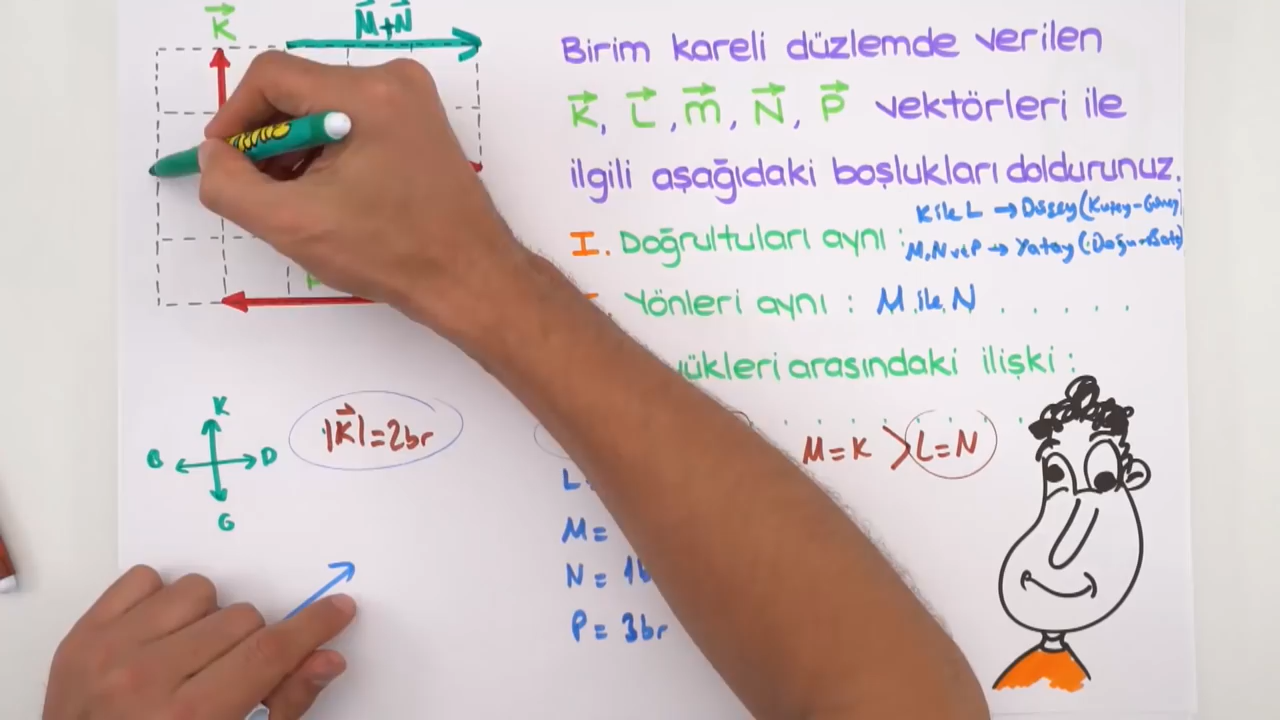 K
M+N
Birim kareli düzlemde verilen
K, L, m, N, P vektörleri ile
ilgili aşağıdaki boşlukları doldurunuz.
K ile L → Düşey (Kuzey-Güney)
I. Doğrultuları aynı :
M, N ve P → Yatay (Doğu-Batı)
Yönleri aynı : M ile N . . . . .
arasındaki ilişki :
K
B D
G
|K|=2br
M=K > L=N
L
M=
N = 1
P= 3br